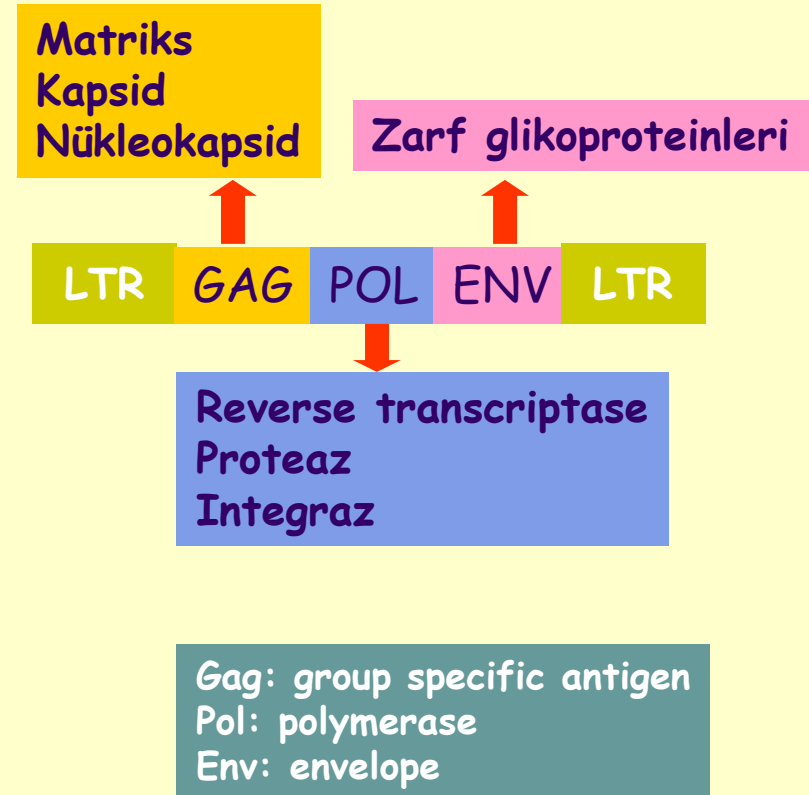 Matriks
Kapsid
Nükleokapsid
Zarf glikoproteinleri
LTR GAG POL ENV LTR
Reverse transcriptase
Proteaz
Integraz
Gag: group specific antigen
Pol: polymerase
Env: envelope